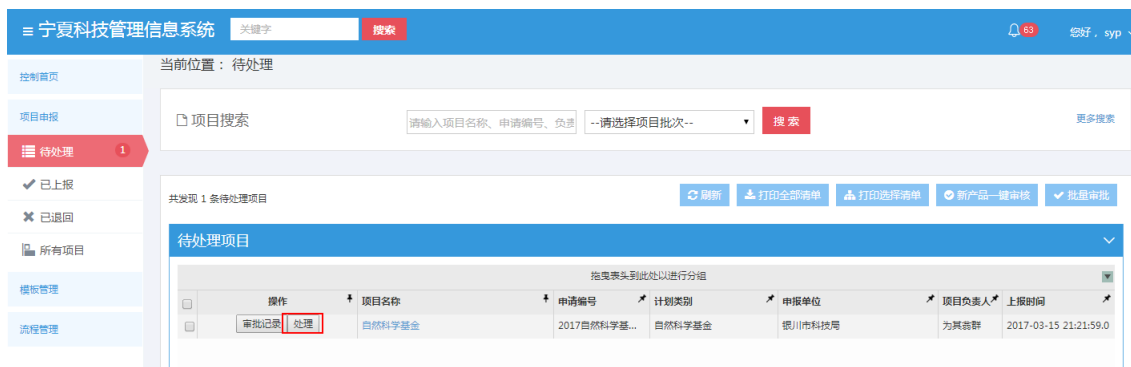 ≡ 宁夏科技管理信息系统 关键字 搜索 63 您好，syp
控制首页
项目申报
待处理 1
已上报
已退回
所有项目
模板管理
流程管理
当前位置： 待处理
项目搜索 请输入项目名称、申请编号、负责 --请选择项目批次-- 搜 索 更多搜索
共发现 1 条待处理项目 刷新 打印全部清单 打印选择清单 新产品一键审核 批量审批
待处理项目
拖曳表头到此处以进行分组
操作 项目名称 申请编号 计划类别 申报单位 项目负责人 上报时间
审批记录 处理 自然科学基金 2017自然科学基... 自然科学基金 银川市科技局 为其翁群 2017-03-15 21:21:59.0